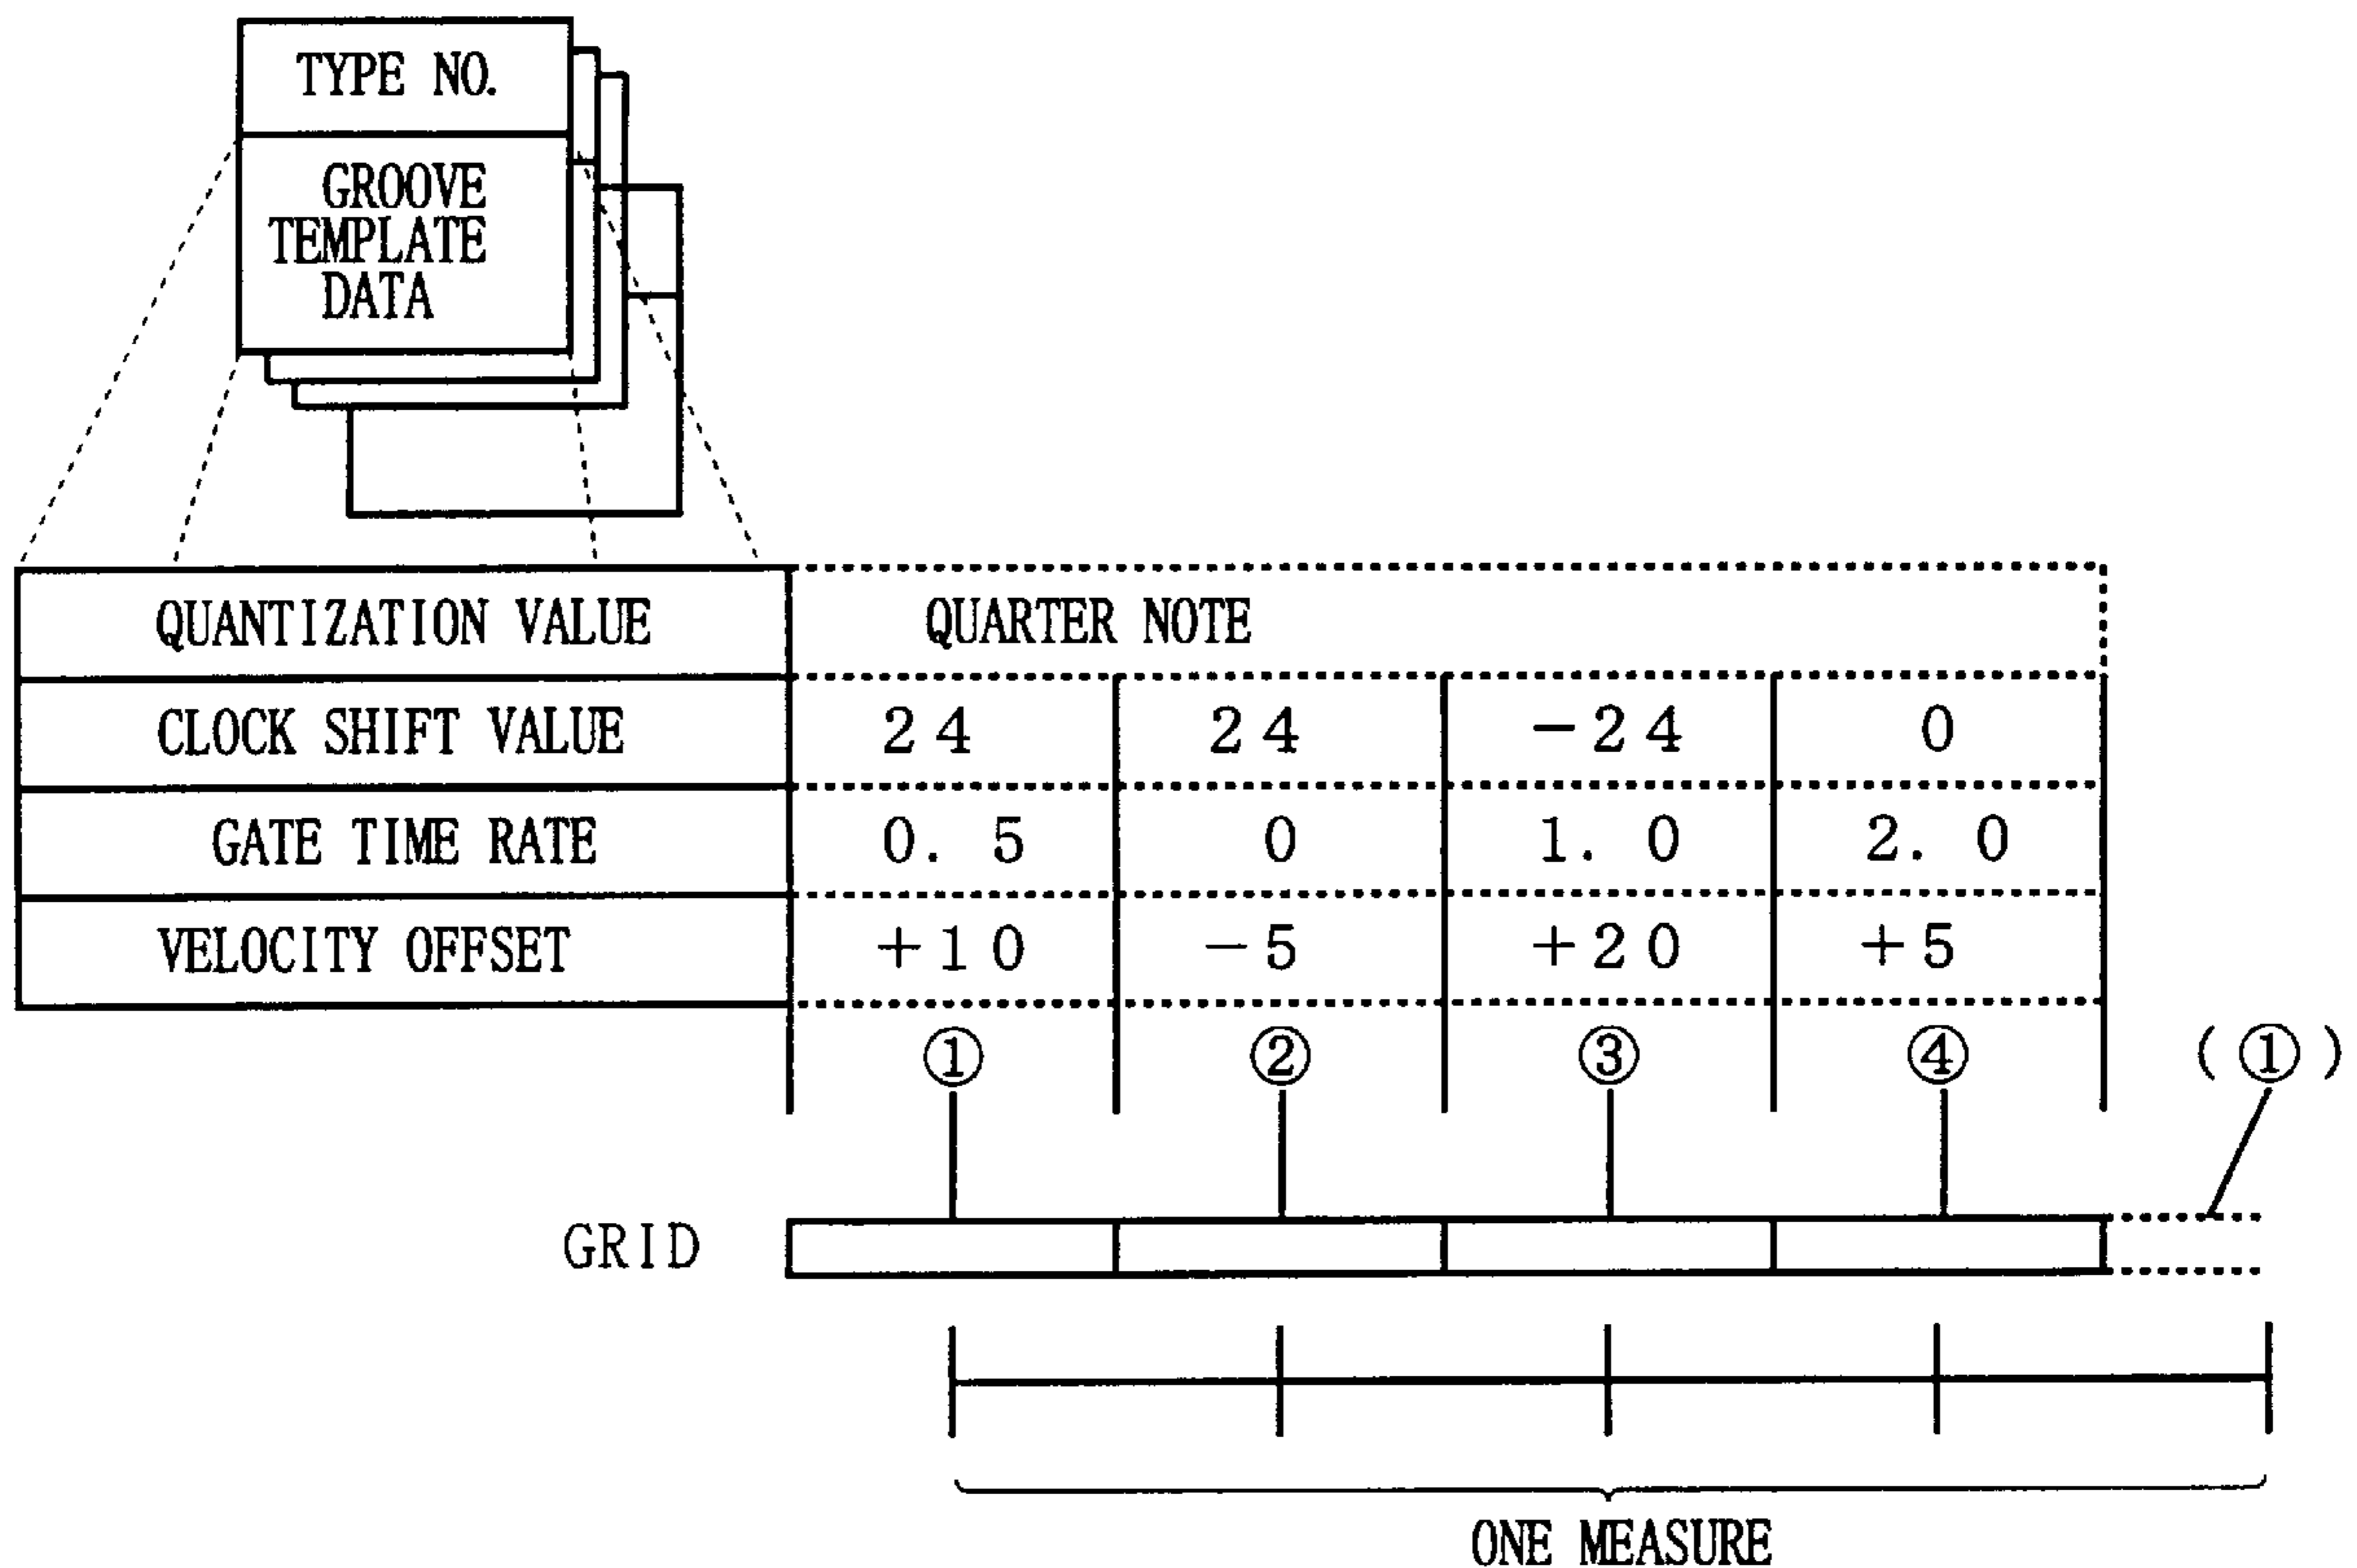 TYPE NO.
GROOVE
TEMPLATE
DATA
QUANTIZATION VALUE QUARTER NOTE
CLOCK SHIFT VALUE 24 24 -24 0
GATE TIME RATE 0.5 0 1.0 2.0
VELOCITY OFFSET +10 -5 +20 +5
① ② ③ ④ (①)
GRID
ONE MEASURE